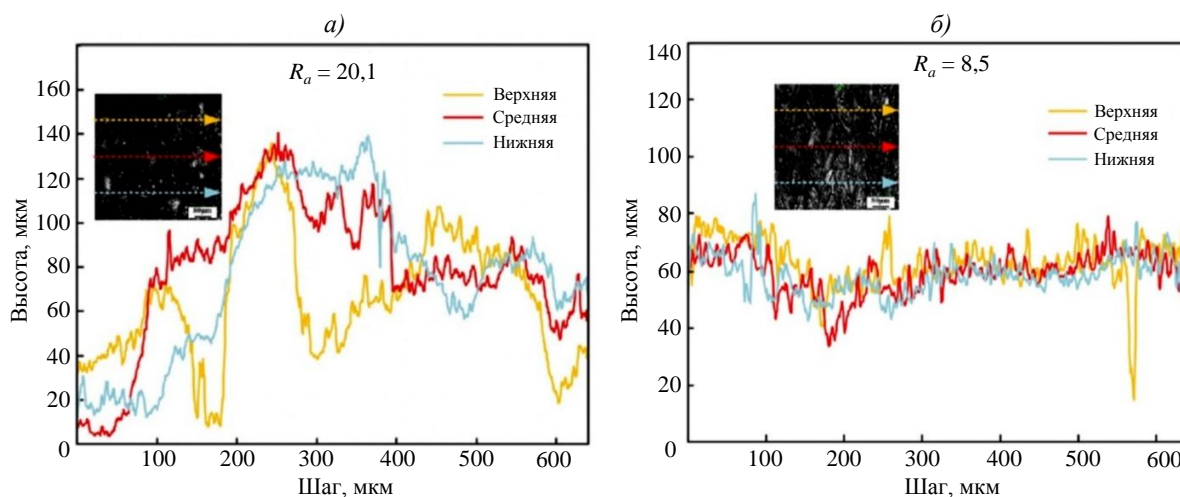 а)
Rₐ = 20,1
Верхняя
Средняя
Нижняя
Высота, мкм
160
140
120
100
80
60
40
20
0
100
200
300
400
500
600
Шаг, мкм
б)
Rₐ = 8,5
Верхняя
Средняя
Нижняя
Высота, мкм
140
120
100
80
60
40
20
0
100
200
300
400
500
600
Шаг, мкм